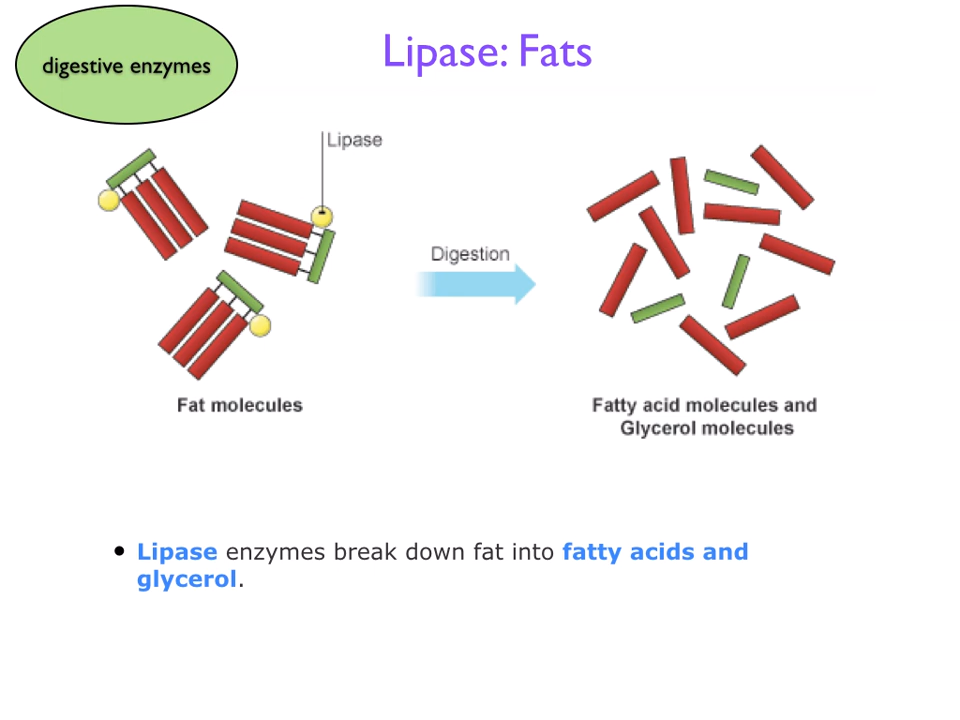 digestive enzymes
Lipase: Fats
Lipase
Digestion
Fat molecules
Fatty acid molecules and
Glycerol molecules
• Lipase enzymes break down fat into fatty acids and
glycerol.